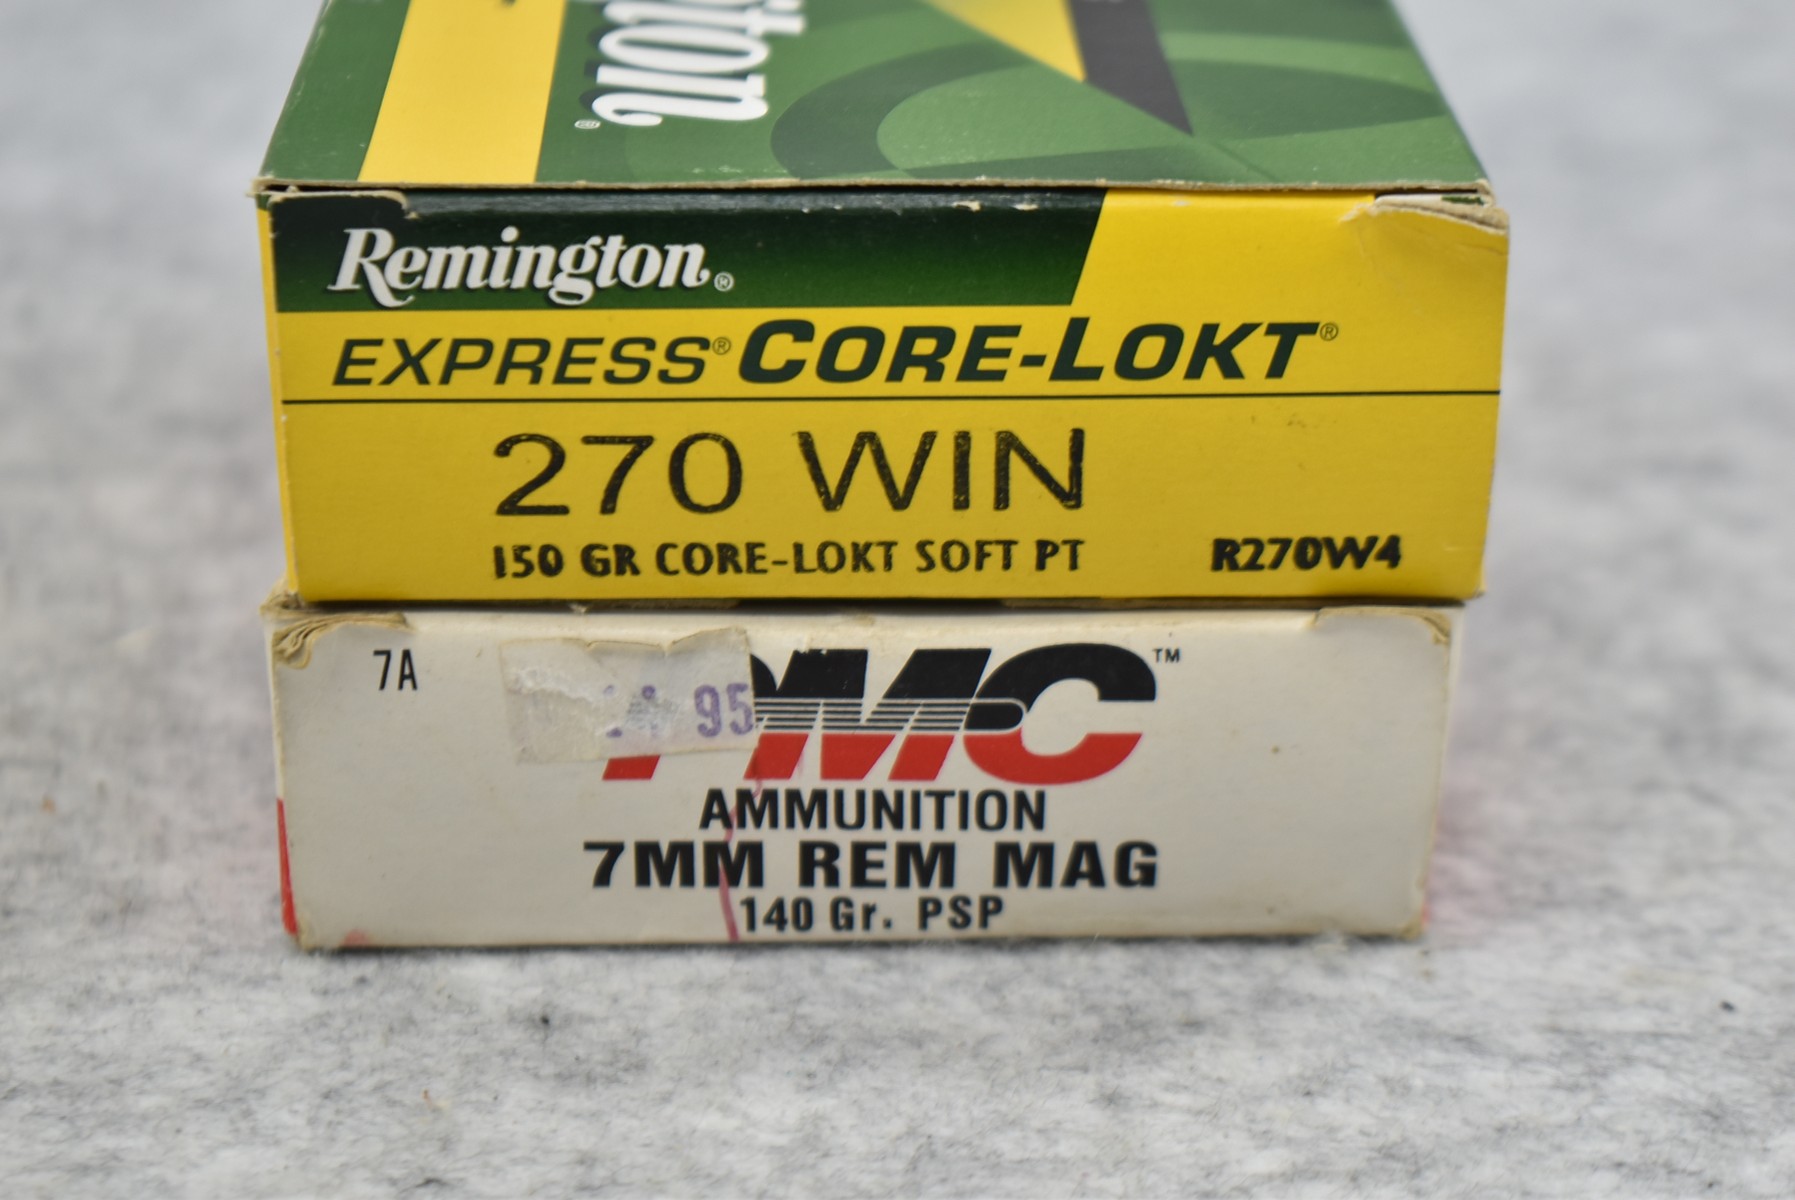 Remington®
EXPRESS® CORE-LOKT®
270 WIN
150 GR CORE-LOKT SOFT PT R270W4
7A
95
PMC™
AMMUNITION
7MM REM MAG
140 Gr. PSP